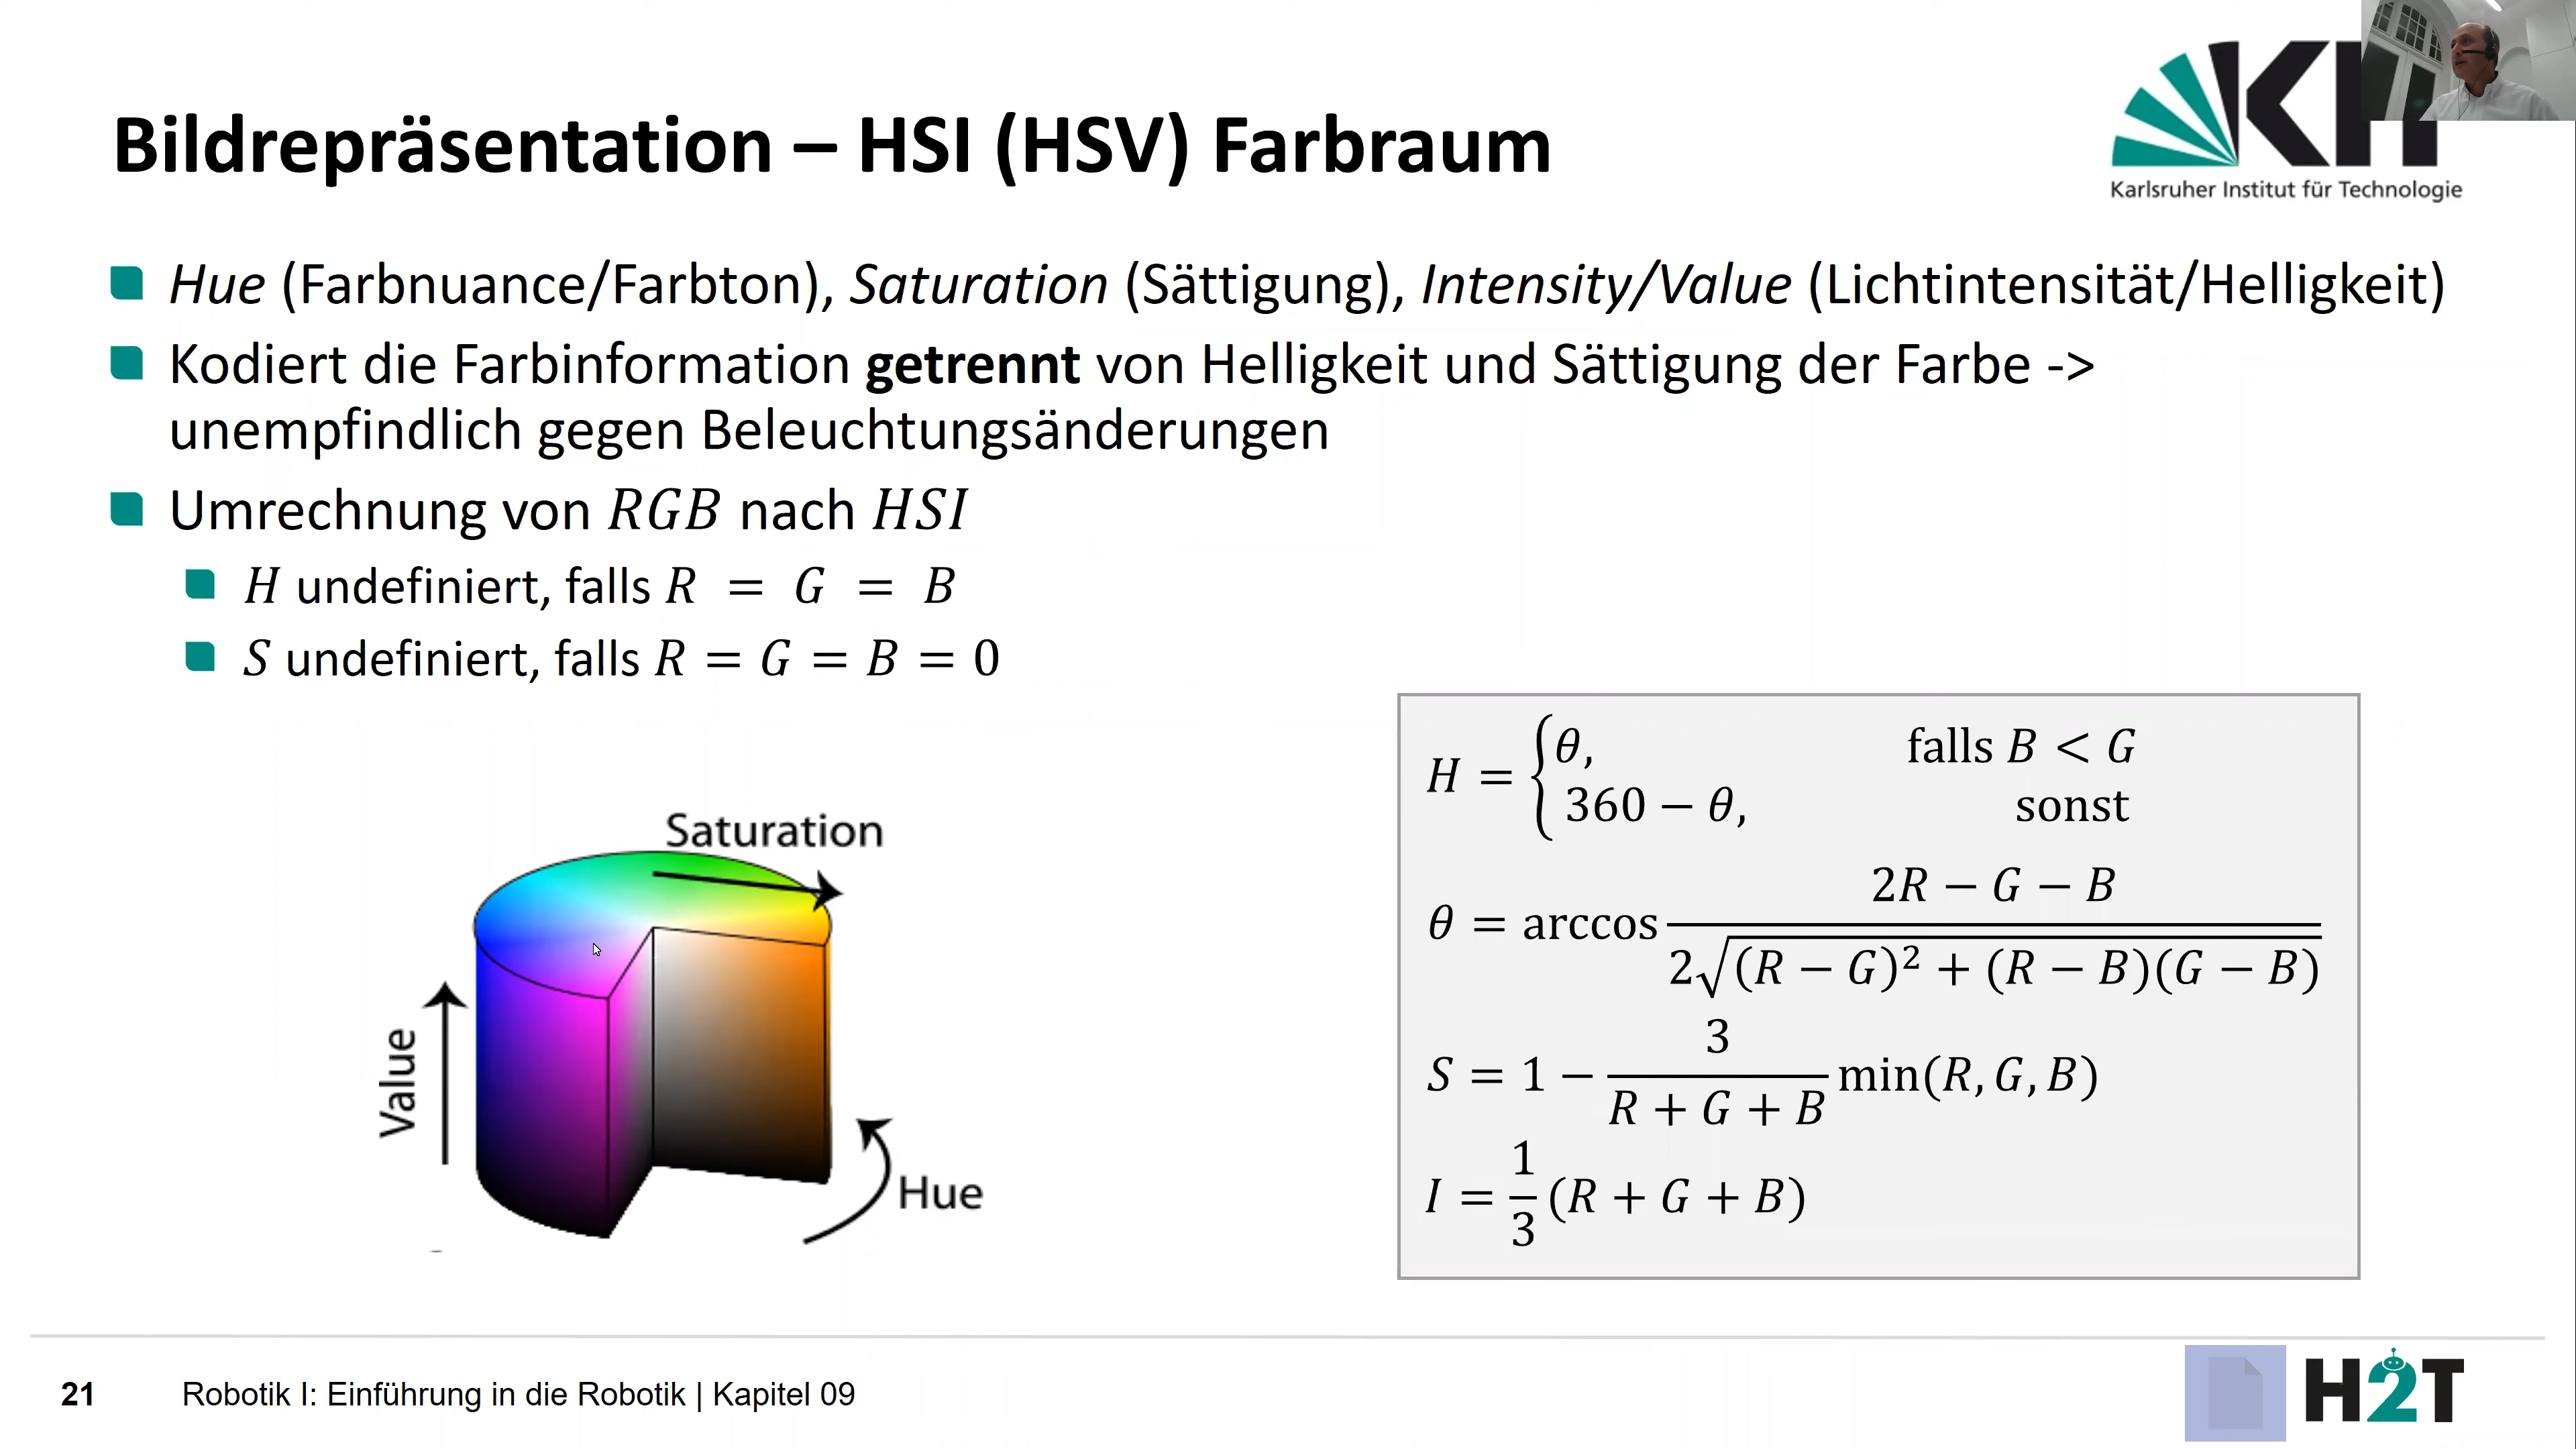 Bildrepräsentation – HSI (HSV) Farbraum
Karlsruher Institut für Technologie
Hue (Farbnuance/Farbton), Saturation (Sättigung), Intensity/Value (Lichtintensität/Helligkeit)
Kodiert die Farbinformation getrennt von Helligkeit und Sättigung der Farbe ->
unempfindlich gegen Beleuchtungsänderungen
Umrechnung von RGB nach HSI
H undefiniert, falls R = G = B
S undefiniert, falls R = G = B = 0
Saturation
Value
Hue
H = { θ, falls B < G
360 − θ, sonst
θ = arccos (2R − G − B) / (2√((R − G)² + (R − B)(G − B)))
S = 1 − 3/(R + G + B) min(R, G, B)
I = 1/3 (R + G + B)
21 Robotik I: Einführung in die Robotik | Kapitel 09
H2T